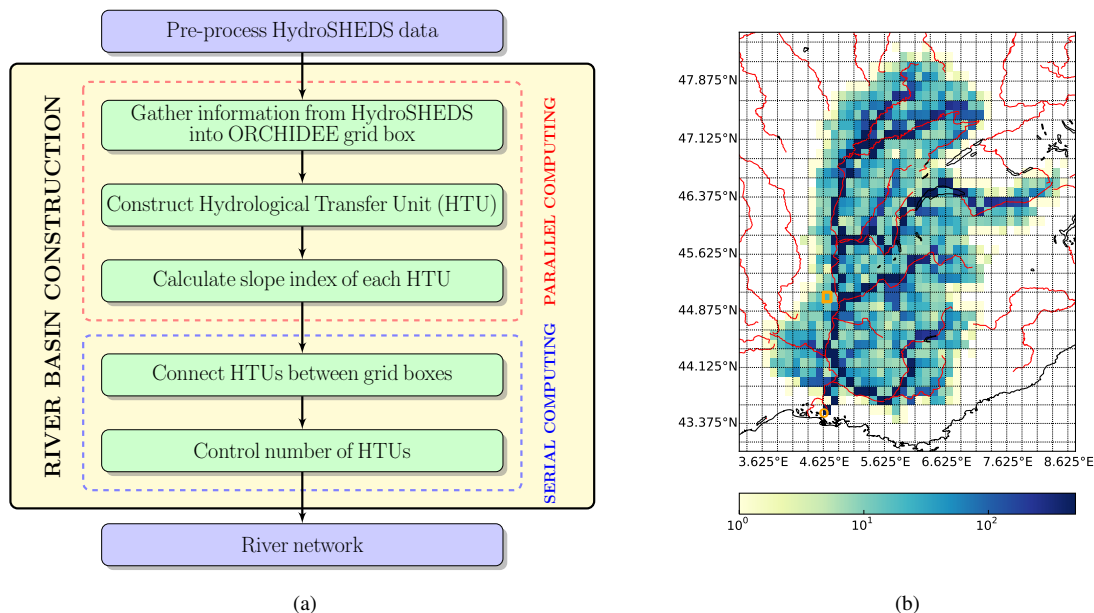 Pre-process HydroSHEDS data
RIVER BASIN CONSTRUCTION
Gather information from HydroSHEDS
into ORCHIDEE grid box
Construct Hydrological Transfer Unit (HTU)
Calculate slope index of each HTU
PARALLEL COMPUTING
Connect HTUs between grid boxes
Control number of HTUs
SERIAL COMPUTING
River network
(a)
47.875°N
47.125°N
46.375°N
45.625°N
44.875°N
44.125°N
43.375°N
3.625°E 4.625°E 5.625°E 6.625°E 7.625°E 8.625°E
10⁰ 10¹ 10²
(b)